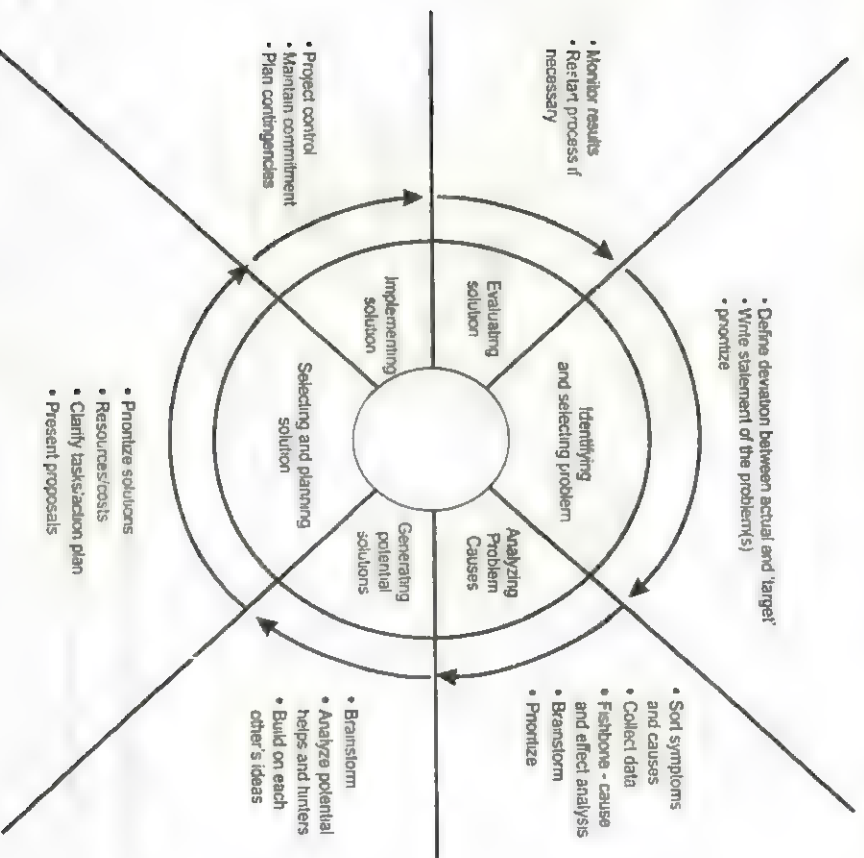 • Define deviation between actual and 'target'
• Write statement of the problem(s)
• prioritize
Identifying
and selecting problem
• Sort symptoms
and causes
• Collect data
• Fishbone - cause
and effect analysis
• Brainstorm
• Prioritize
Analyzing
Problem
Causes
• Brainstorm
• Analyze potential
helps and hinters
• Build on each
other's ideas
Generating
potential
solutions
• Prioritize solutions
• Resources/costs
• Clarify tasks/action plan
• Present proposals
Selecting and planning
solution
• Project control
• Maintain commitment
• Plan contingencies
Implementing
solution
• Monitor results
• Restart process if
necessary
Evaluating
solution